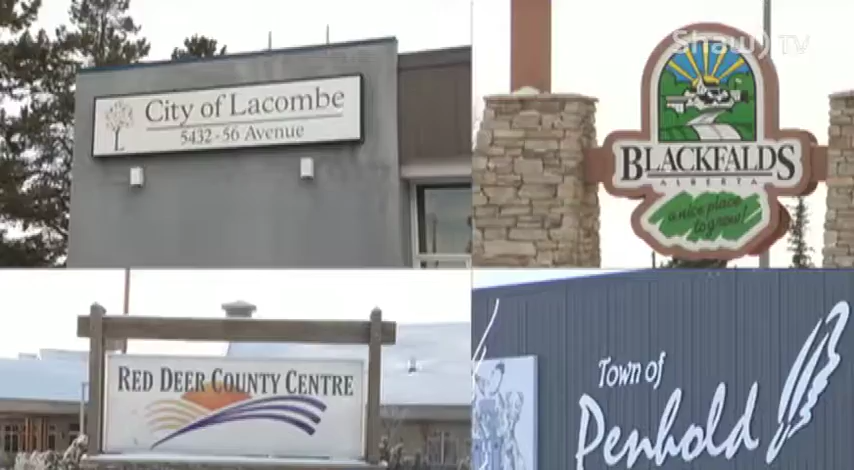 Shaw) TV
City of Lacombe
5432 - 56 Avenue
L
BLACKFALDS
ALBERTA
a nice place
to grow!
RED DEER COUNTY CENTRE
Town of
Penhold